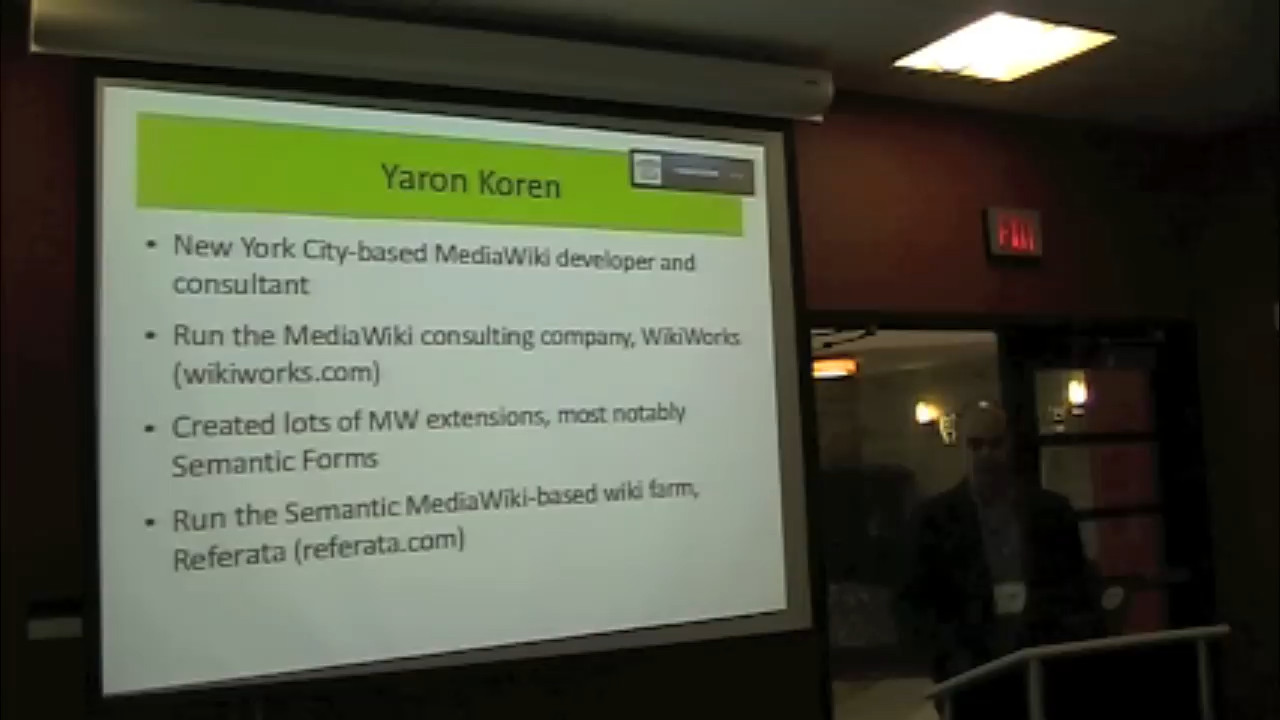 Yaron Koren
• New York City-based MediaWiki developer and
consultant
• Run the MediaWiki consulting company, WikiWorks
(wikiworks.com)
• Created lots of MW extensions, most notably
Semantic Forms
• Run the Semantic MediaWiki-based wiki farm,
Referata (referata.com)
EXIT